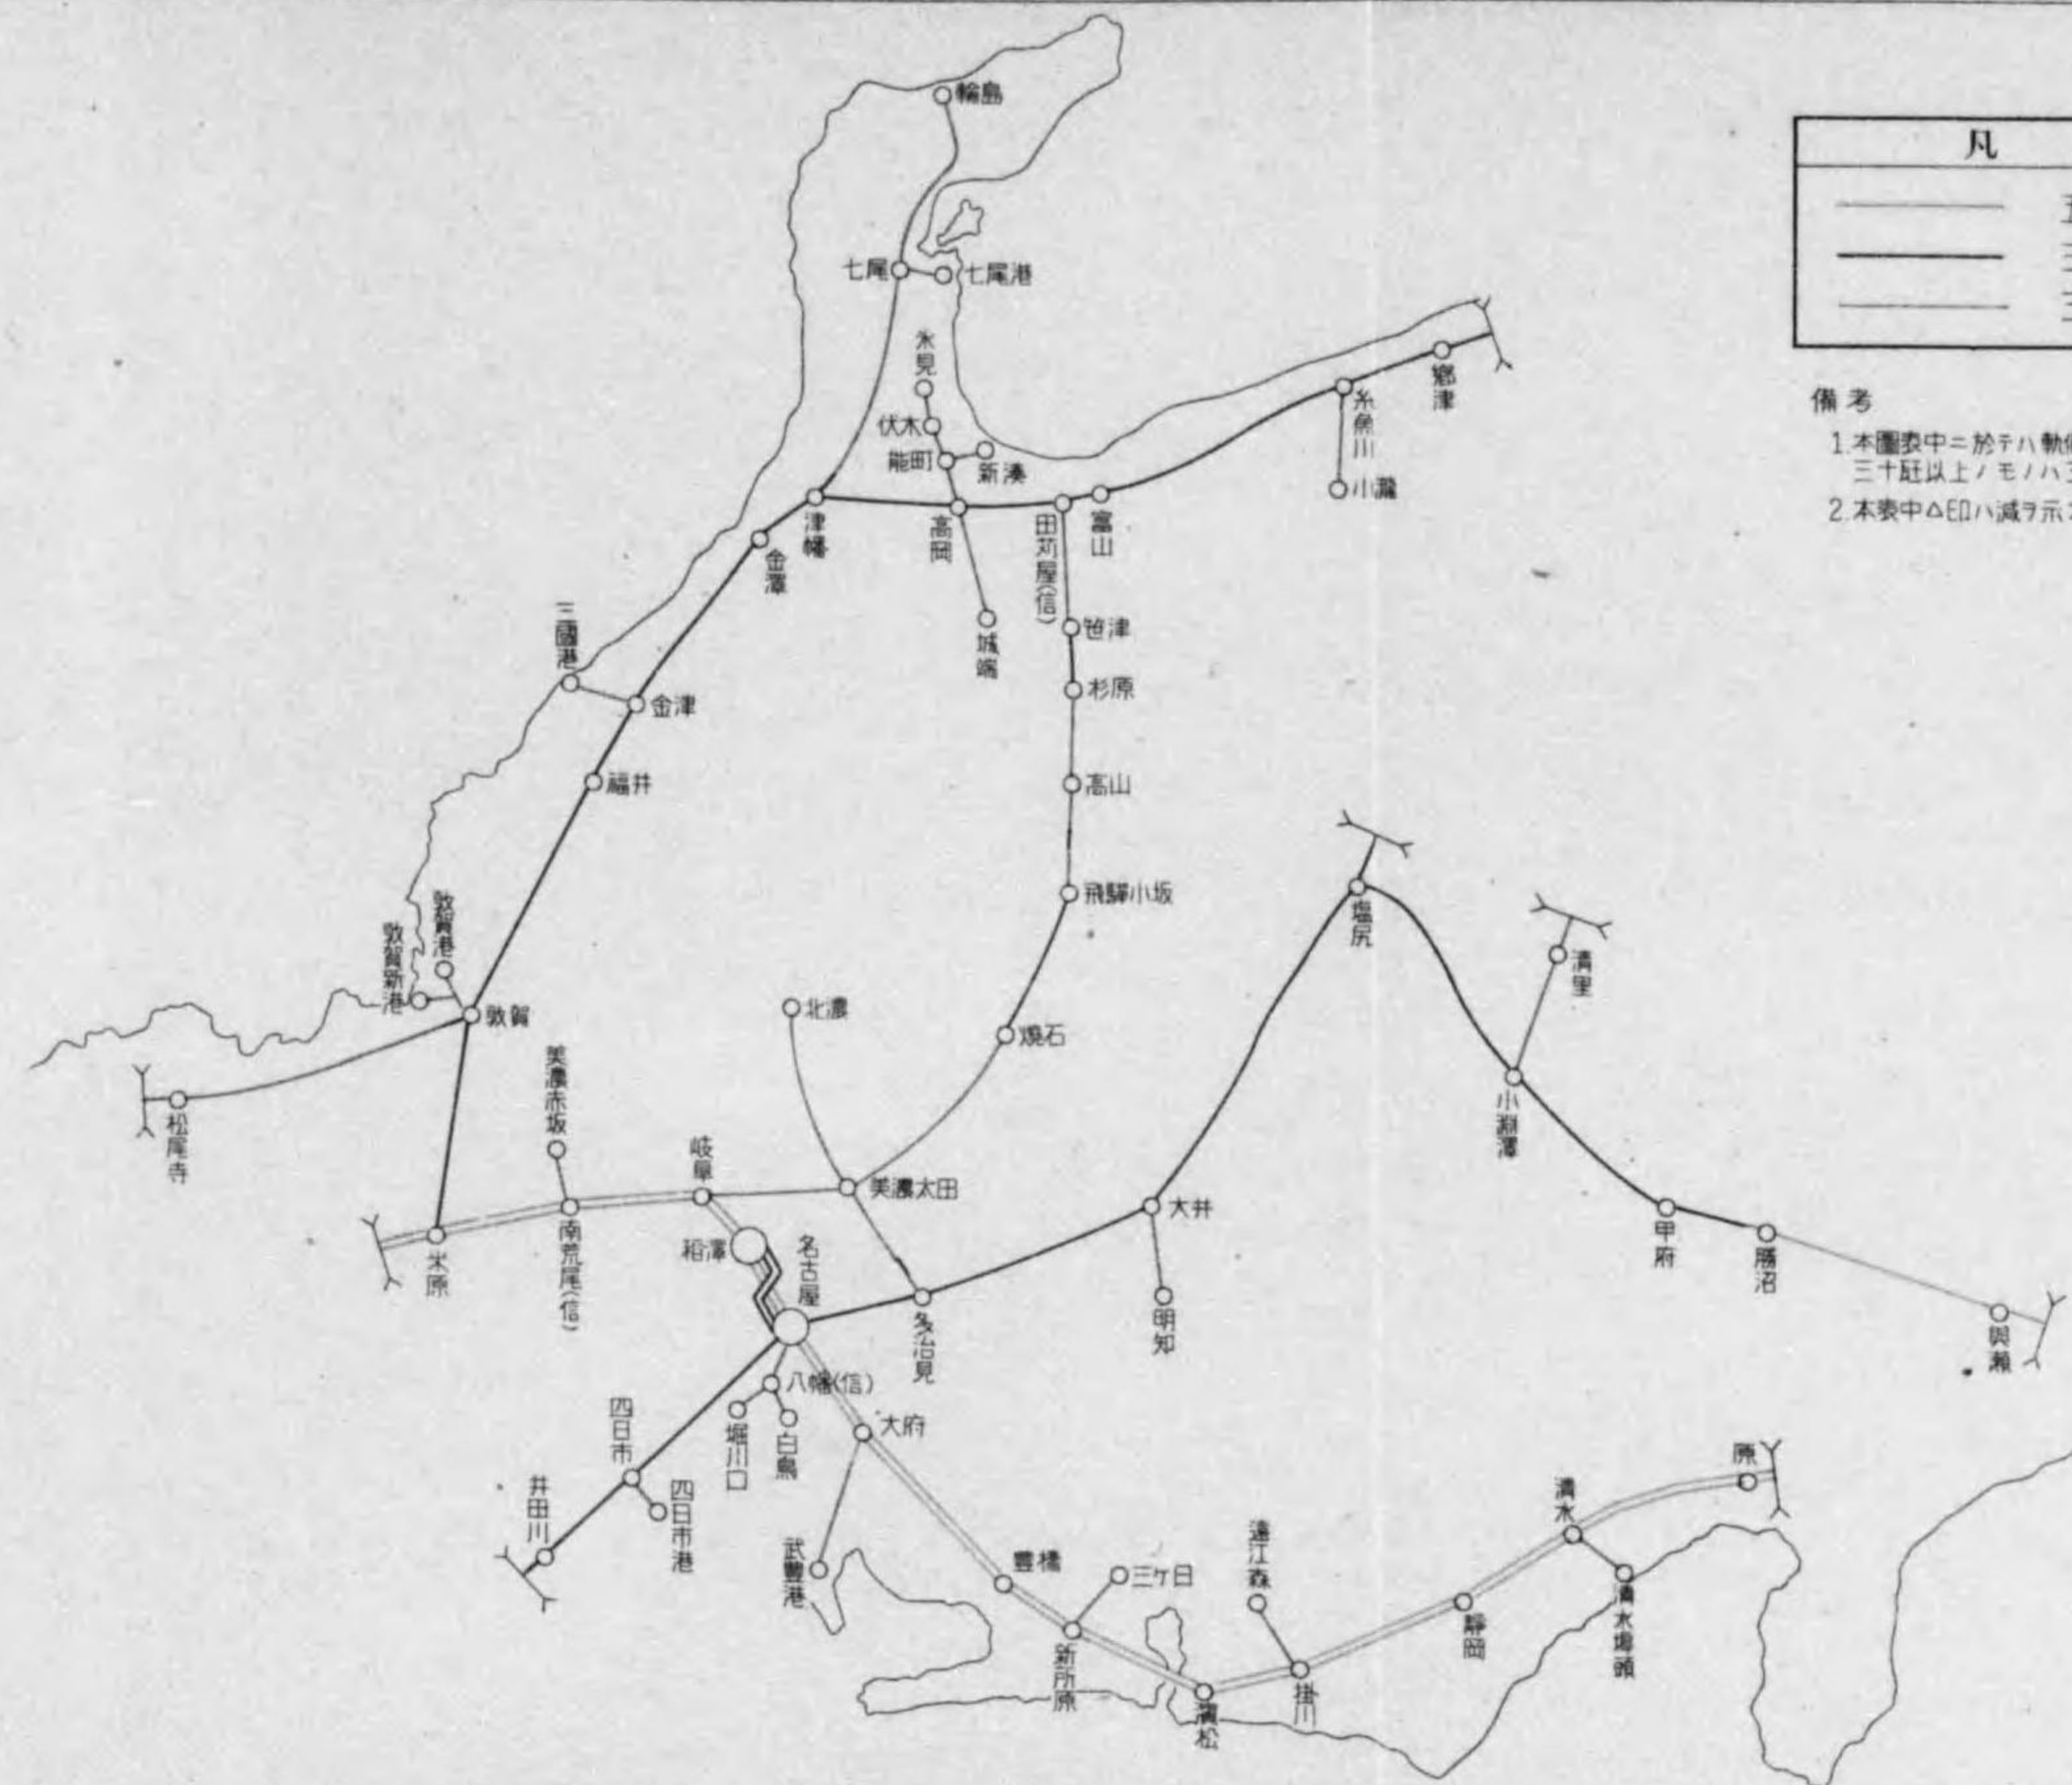 輪島
七尾
七尾港
氷見
伏木
能町
新湊
津幡
高岡
田苅屋(信)
富山
糸魚川
郷津
小瀧
金澤
城端
笹津
杉原
三國港
金津
高山
福井
飛驒小坂
塩尻
清里
敦賀港
敦賀新港
敦賀
北濃
燒石
松尾寺
美濃赤坂
岐阜
美濃太田
小淵澤
大井
甲府
勝沼
米原
南荒尾(信)
稻澤
名古屋
多治見
明知
與瀬
八幡(信)
堀川口
白鳥
大府
四日市
四日市港
井田川
武豐港
豊橋
三ケ日
新所原
濱松
遠江森
掛川
靜岡
清水
清水埠頭
原
凡
備考
1.本圖表中ニ於テハ軌
三十瓩以上ノモノハ
2.本表中△印ハ減ヲ示